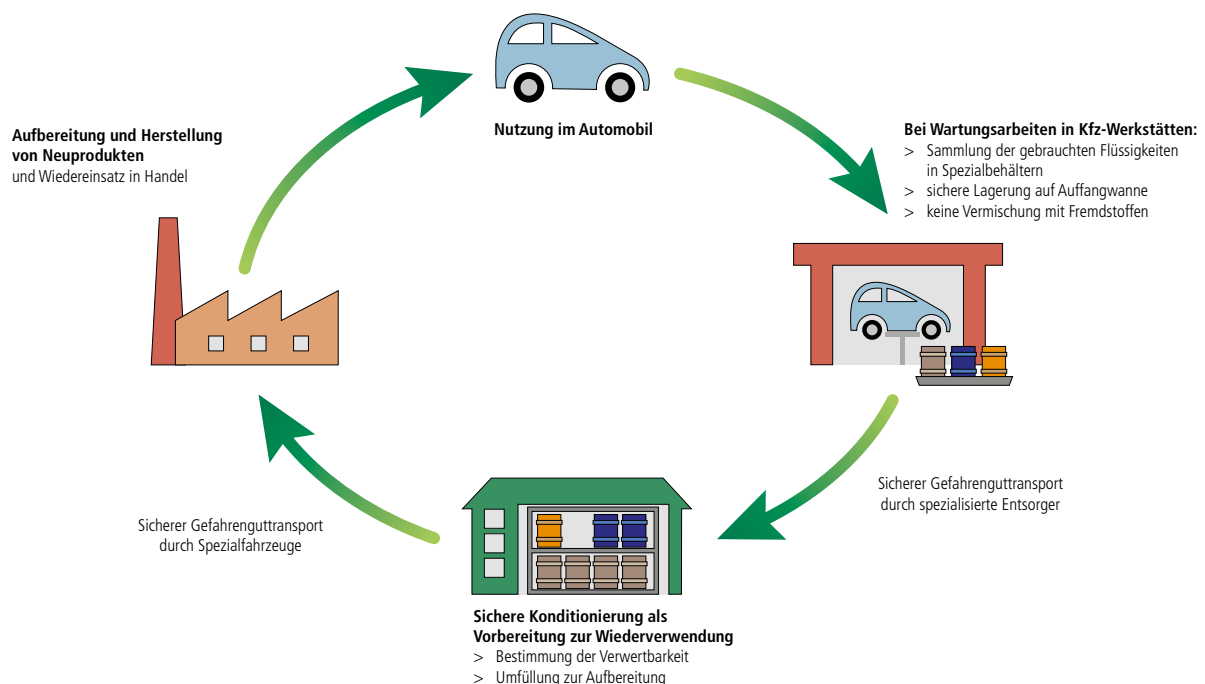 Nutzung im Automobil
Bei Wartungsarbeiten in Kfz-Werkstätten:
> Sammlung der gebrauchten Flüssigkeiten
in Spezialbehältern
> sichere Lagerung auf Auffangwanne
> keine Vermischung mit Fremdstoffen
Sicherer Gefahrenguttransport
durch spezialisierte Entsorger
Sichere Konditionierung als
Vorbereitung zur Wiederverwendung
> Bestimmung der Verwertbarkeit
> Umfüllung zur Aufbereitung
Sicherer Gefahrenguttransport
durch Spezialfahrzeuge
Aufbereitung und Herstellung
von Neuprodukten
und Wiedereinsatz in Handel